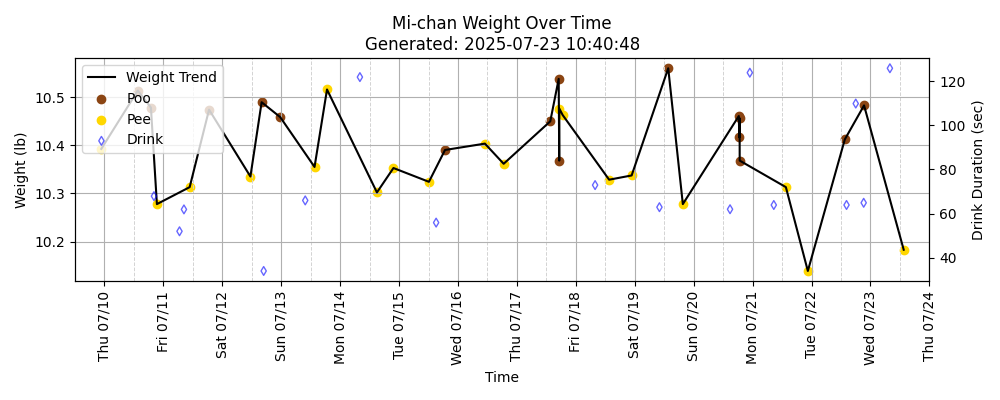 Mi-chan Weight Over Time
Generated: 2025-07-23 10:40:48
Weight Trend
Poo
Pee
Drink
Weight (lb)
10.5
10.4
10.3
10.2
120
100
80
60
40
Drink Duration (sec)
Thu 07/10
Fri 07/11
Sat 07/12
Sun 07/13
Mon 07/14
Tue 07/15
Wed 07/16
Thu 07/17
Fri 07/18
Sat 07/19
Sun 07/20
Mon 07/21
Tue 07/22
Wed 07/23
Thu 07/24
Time